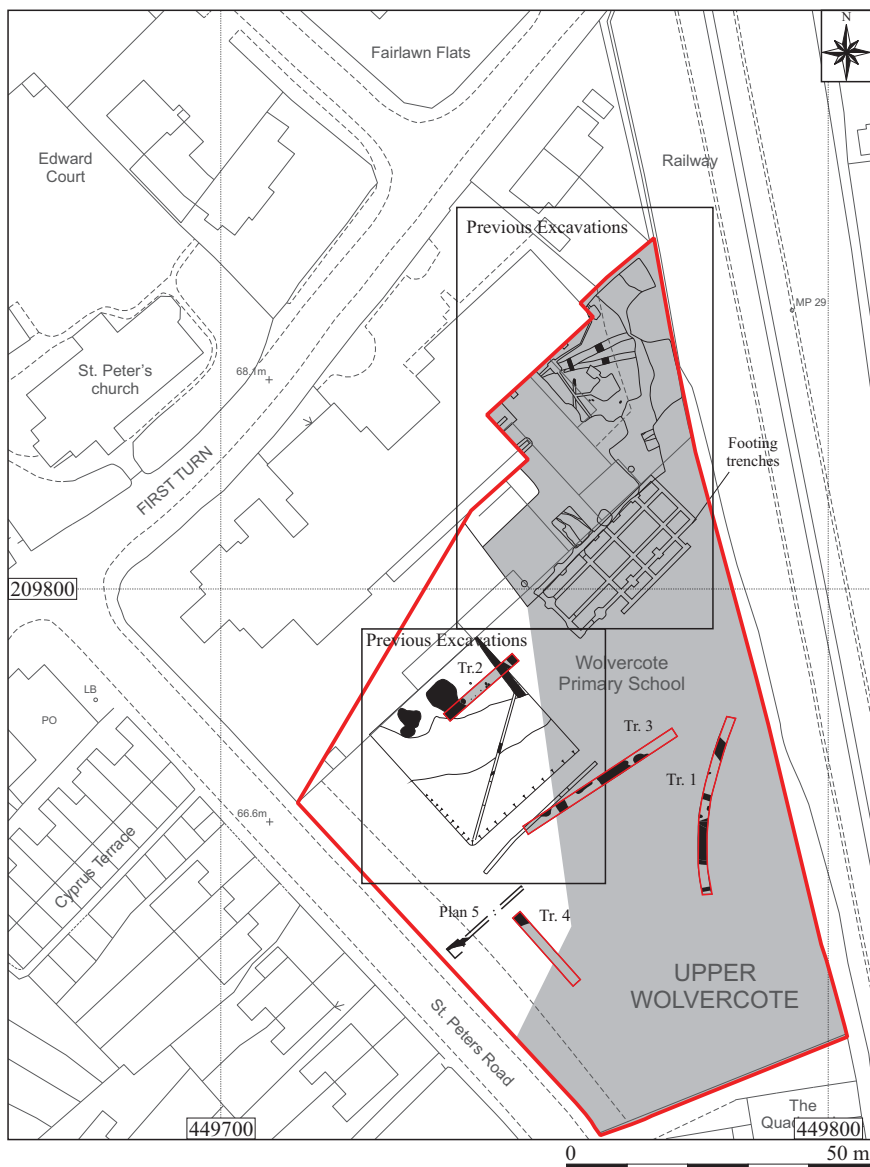 N
Fairlawn Flats
Edward
Court
Railway
Previous Excavations
MP 29
St. Peter's
church
68.1m
FIRST TURN
Footing
trenches
209800
Previous Excavations
Tr.2
Wolvercote
Primary School
LB
PO
Tr. 3
Tr. 1
66.6m
Cyprus Terrace
Plan 5
Tr. 4
UPPER
WOLVERCOTE
St. Peters Road
The
449700
449800
0
50 m